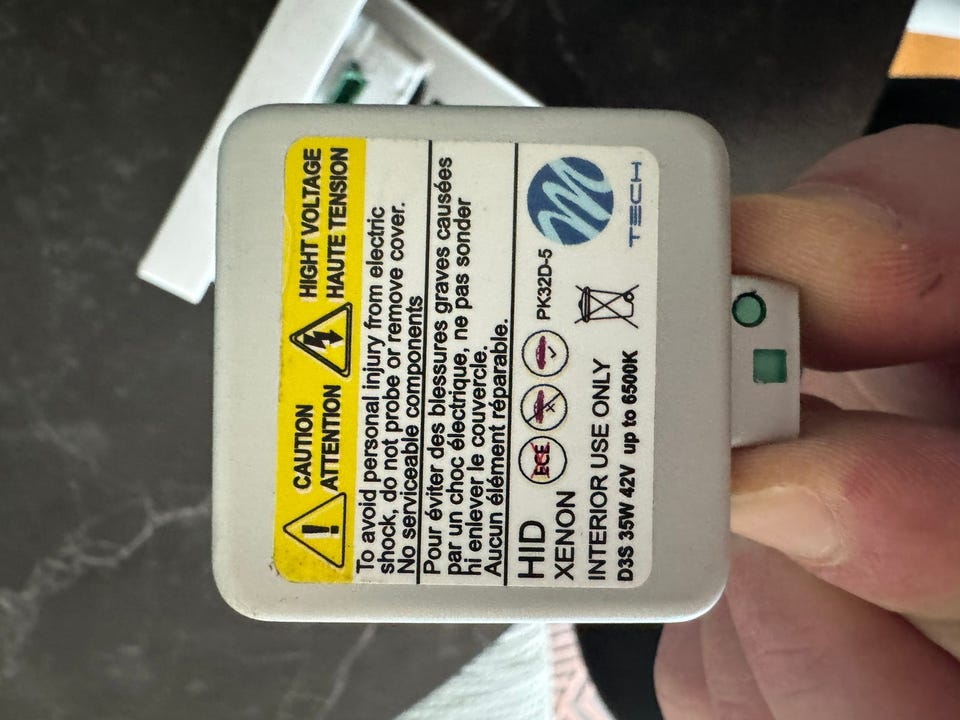 CAUTION
ATTENTION
HIGHT VOLTAGE
HAUTE TENSION
To avoid personal injury from electric
shock, do not probe or remove cover.
No serviceable components
Pour éviter des blessures graves causées
par un choc électrique, ne pas sonder
hi enlever le couvercle.
Aucun élément réparable.
HID
XENON
ECE
PK32D-5
INTERIOR USE ONLY
D3S 35W 42V up to 6500K
M
TECH